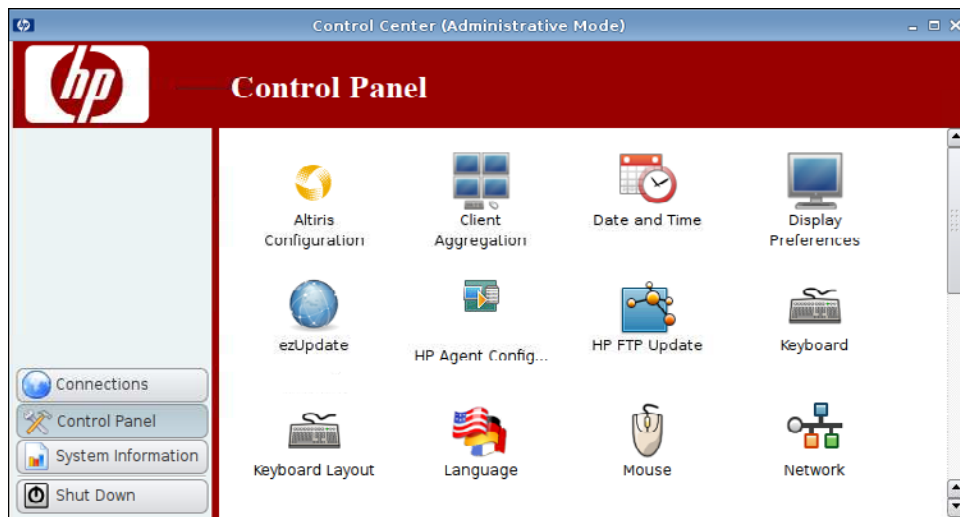 hp
Control Center (Administrative Mode)
hp
Control Panel
Altiris
Configuration
Client
Aggregation
Date and Time
Display
Preferences
ezUpdate
HP Agent Config...
HP FTP Update
Keyboard
Keyboard Layout
Language
Mouse
Network
Connections
Control Panel
System Information
Shut Down